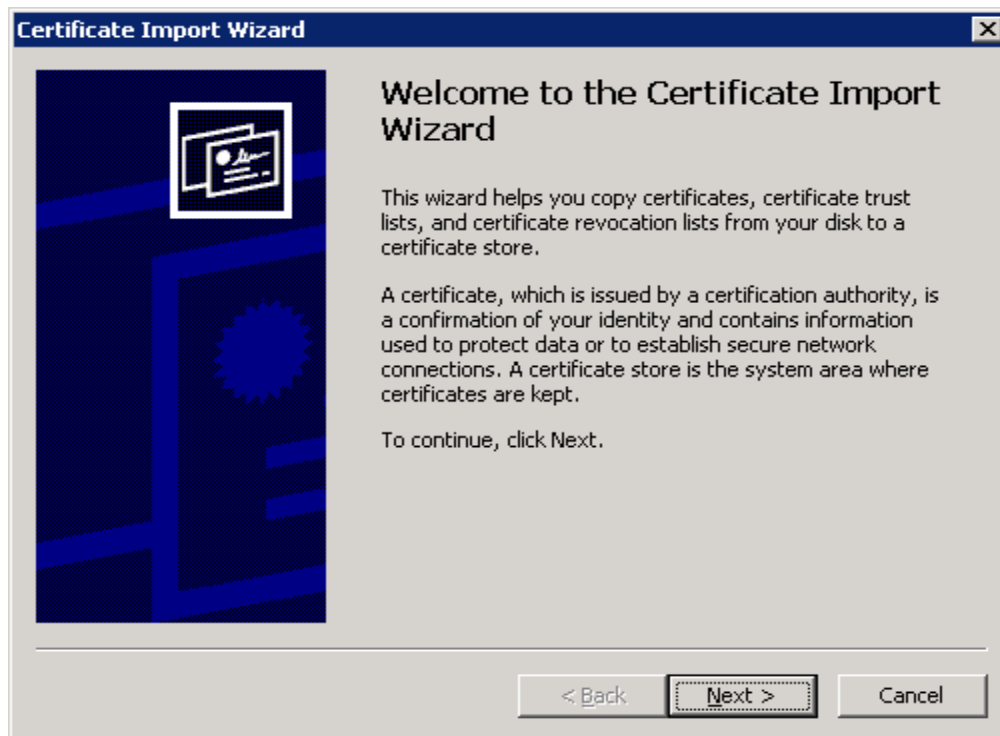 Certificate Import Wizard
Welcome to the Certificate Import
Wizard
This wizard helps you copy certificates, certificate trust
lists, and certificate revocation lists from your disk to a
certificate store.
A certificate, which is issued by a certification authority, is
a confirmation of your identity and contains information
used to protect data or to establish secure network
connections. A certificate store is the system area where
certificates are kept.
To continue, click Next.
< Back Next > Cancel